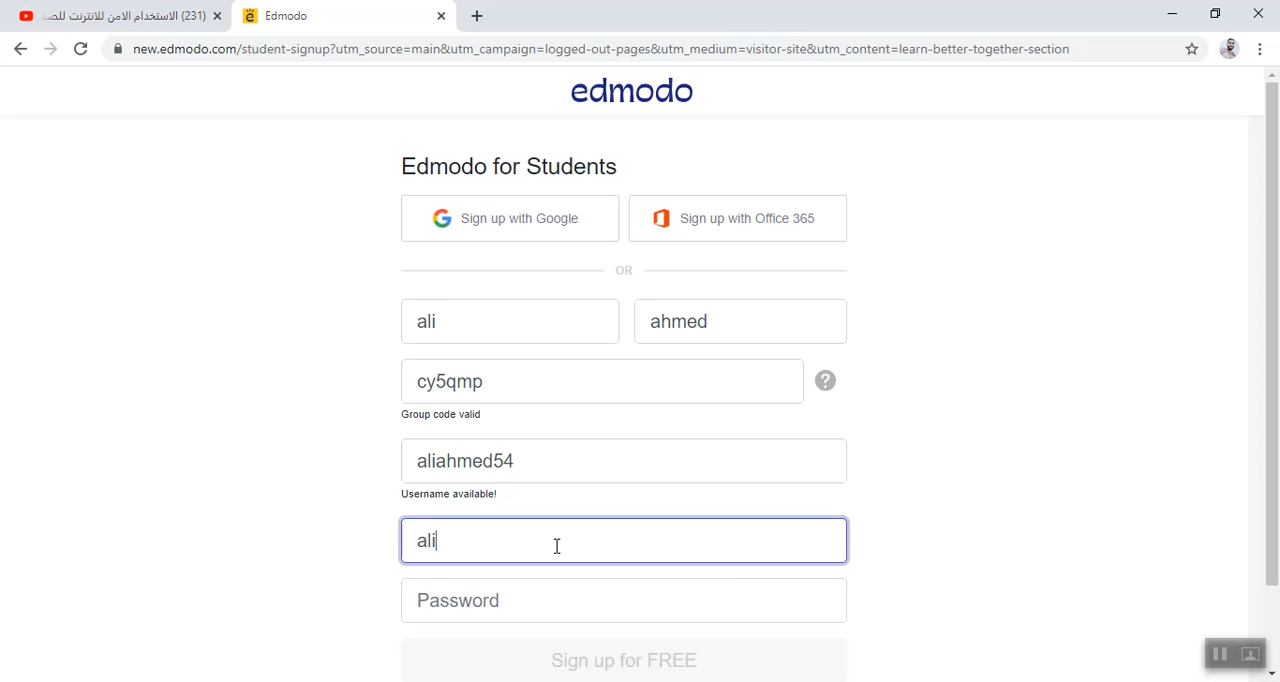 (231) الاستخدام الامن للانترنت للصف
Edmodo
new.edmodo.com/student-signup?utm_source=main&utm_campaign=logged-out-pages&utm_medium=visitor-site&utm_content=learn-better-together-section
edmodo
Edmodo for Students
Sign up with Google
Sign up with Office 365
OR
ali
ahmed
cy5qmp
?
Group code valid
aliahmed54
Username available!
ali
Password
Sign up for FREE